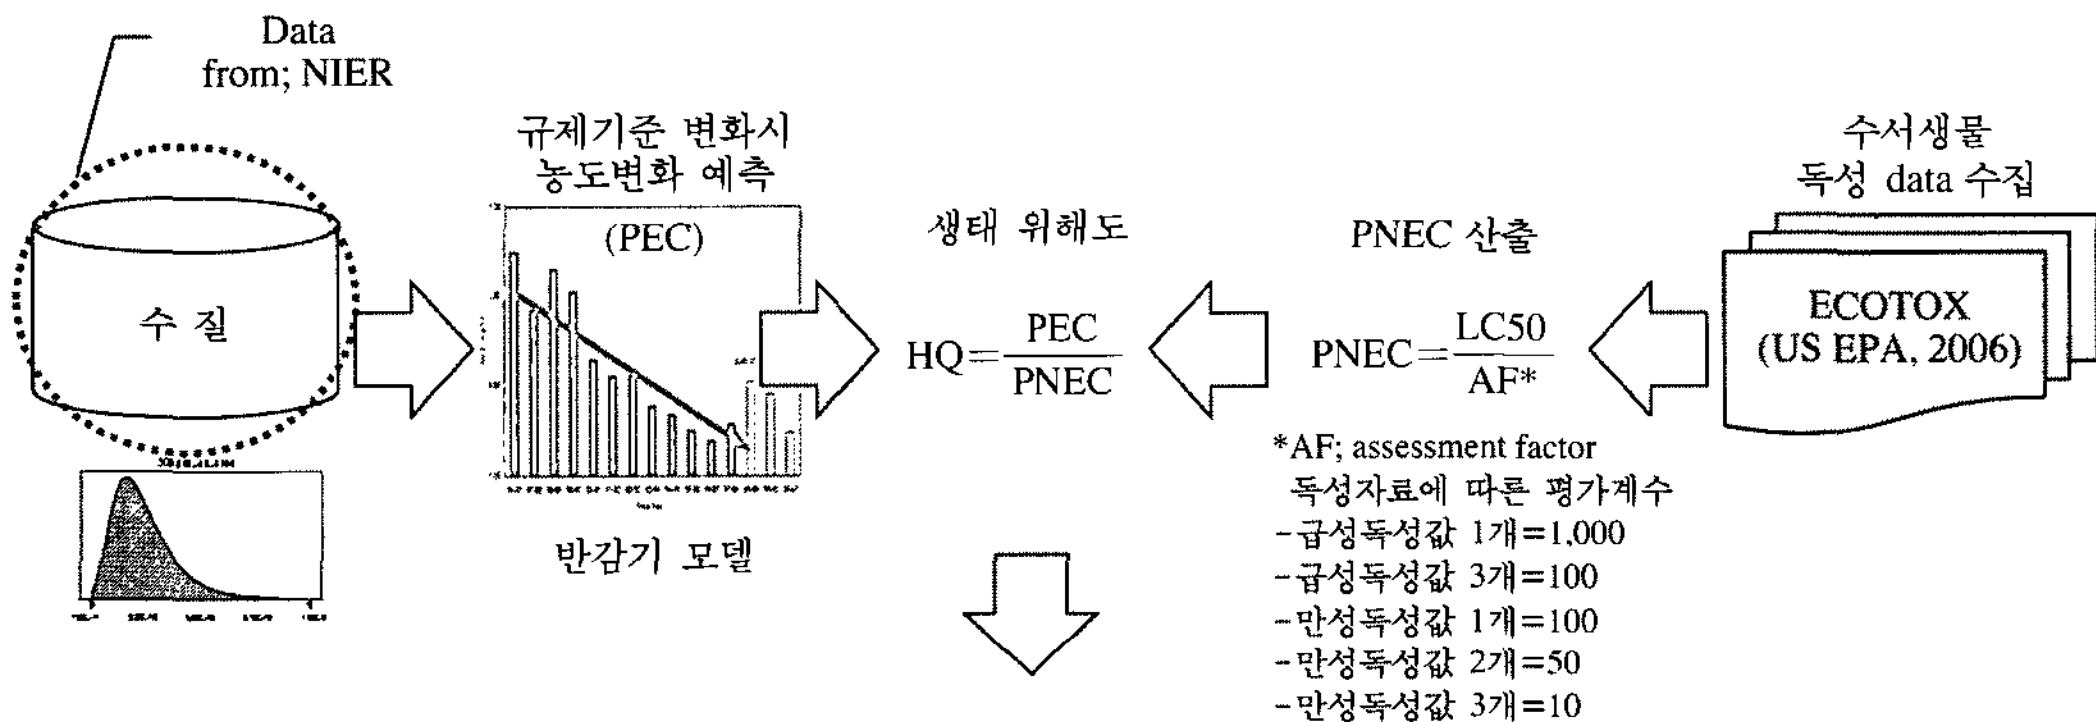 Data
from; NIER
수 질
규제기준 변화시
농도변화 예측
(PEC)
반감기 모델
생태 위해도
HQ=PEC/PNEC
PNEC 산출
PNEC=LC50/AF*
*AF; assessment factor
독성자료에 따른 평가계수
-급성독성값 1개=1,000
-급성독성값 3개=100
-만성독성값 1개=100
-만성독성값 2개=50
-만성독성값 3개=10
수서생물
독성 data 수집
ECOTOX
(US EPA, 2006)